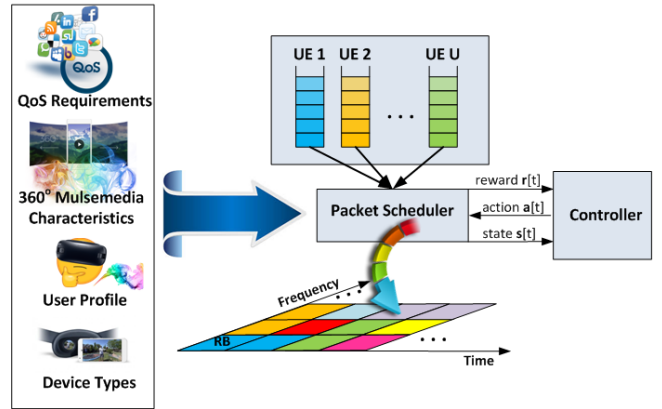 QoS
QoS Requirements
360° Mulsemedia
Characteristics
User Profile
Device Types
UE 1
UE 2
UE U
. . .
Packet Scheduler
reward r[t]
action a[t]
state s[t]
Controller
Frequency
. . .
RB
. . .
Time